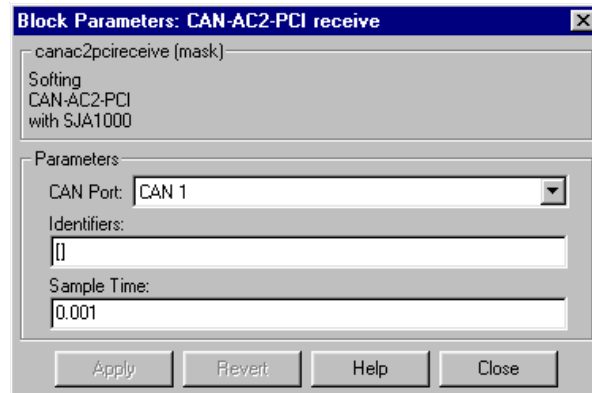 Block Parameters: CAN-AC2-PCI receive
canac2pcireceive (mask)
Softing
CAN-AC2-PCI
with SJA1000
Parameters
CAN Port: CAN 1
Identifiers:
[]
Sample Time:
0.001
Apply Revert Help Close